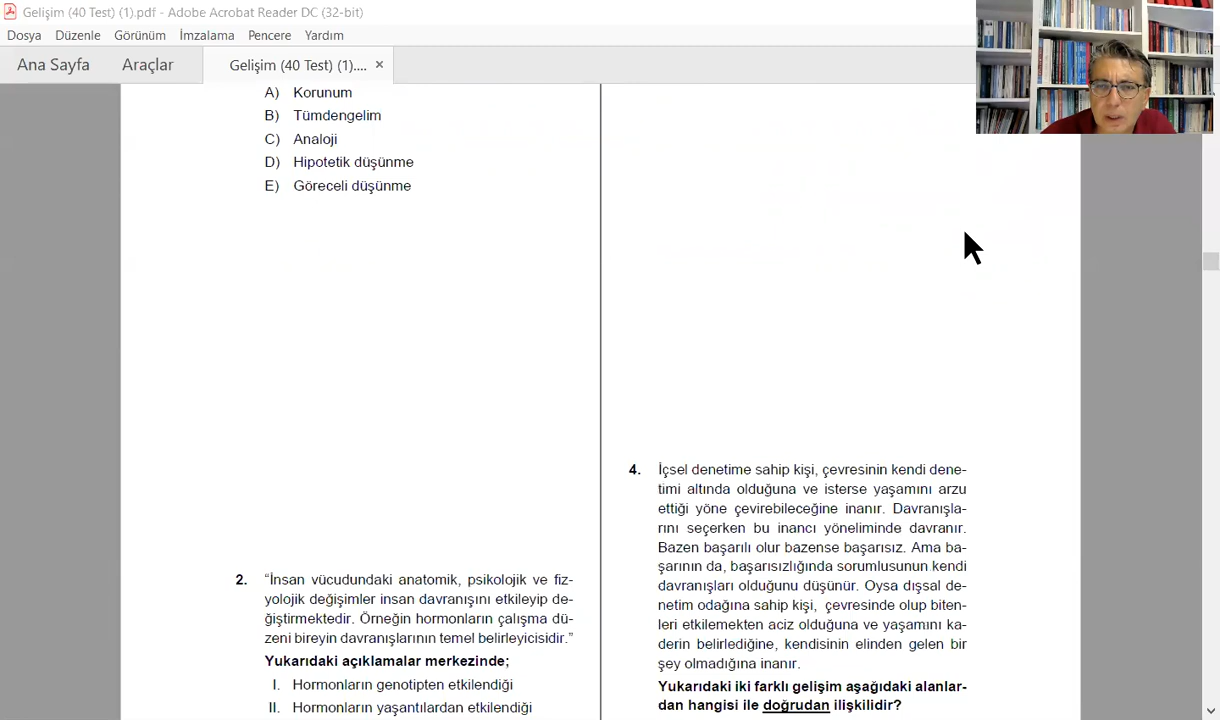 Gelişim (40 Test) (1).pdf - Adobe Acrobat Reader DC (32-bit)
Dosya Düzenle Görünüm İmzalama Pencere Yardım
Ana Sayfa Araçlar Gelişim (40 Test) (1).... ×
A) Korunum
B) Tümdengelim
C) Analoji
D) Hipotetik düşünme
E) Göreceli düşünme
2. “İnsan vücudundaki anatomik, psikolojik ve fiz-
yolojik değişimler insan davranışını etkileyip de-
ğiştirmektedir. Örneğin hormonların çalışma dü-
zeni bireyin davranışlarının temel belirleyicisidir.”
Yukarıdaki açıklamalar merkezinde;
I. Hormonların genotipten etkilendiği
II. Hormonların yaşantılardan etkilendiği
4. İçsel denetime sahip kişi, çevresinin kendi dene-
timi altında olduğuna ve isterse yaşamını arzu
ettiği yöne çevirebileceğine inanır. Davranışla-
rını seçerken bu inancı yöneliminde davranır.
Bazen başarılı olur bazense başarısız. Ama ba-
şarının da, başarısızlığında sorumlusunun kendi
davranışları olduğunu düşünür. Oysa dışsal de-
netim odağına sahip kişi, çevresinde olup biten-
leri etkilemekten aciz olduğuna ve yaşamını ka-
derin belirlediğine, kendisinin elinden gelen bir
şey olmadığına inanır.
Yukarıdaki iki farklı gelişim aşağıdaki alanlar-
dan hangisi ile doğrudan ilişkilidir?